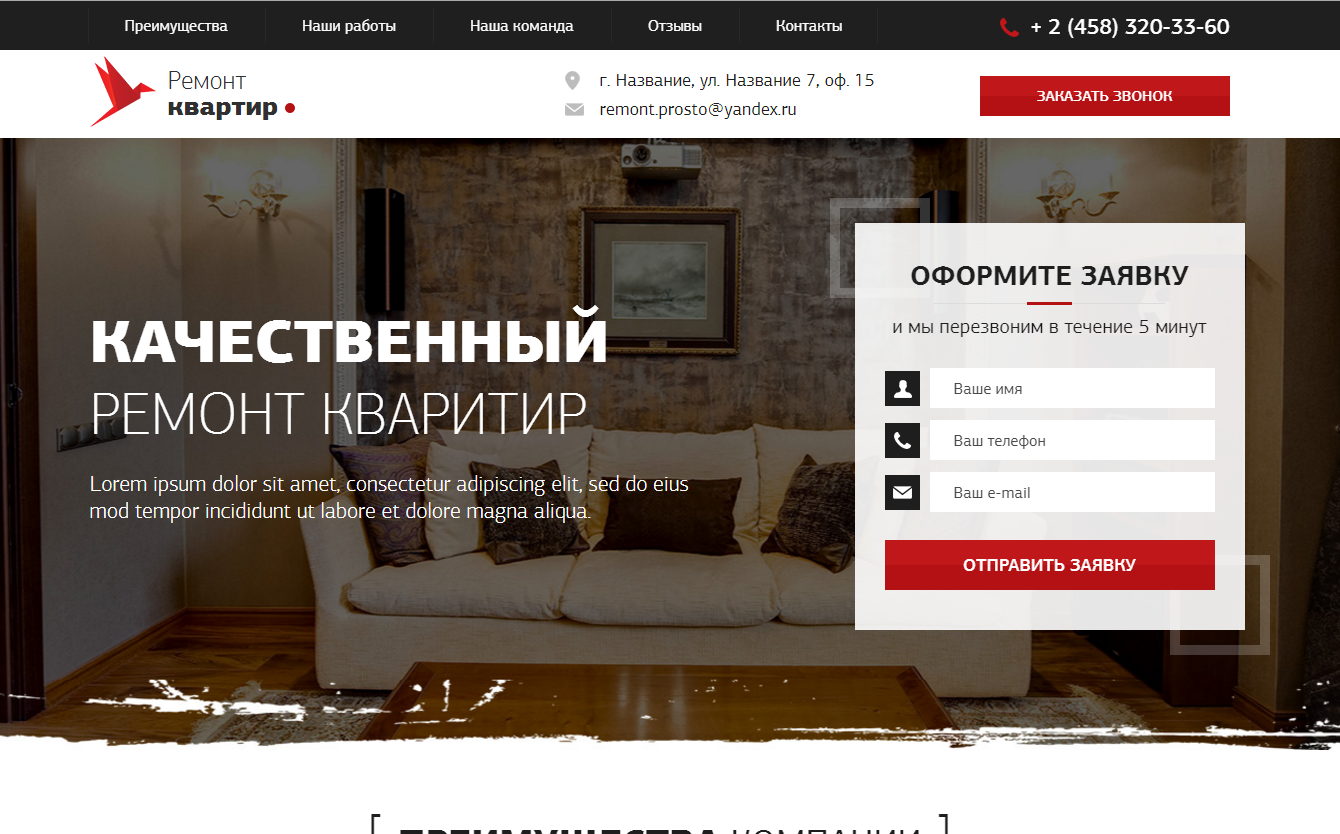 Преимущества
Наши работы
Наша команда
Отзывы
Контакты
+ 2 (458) 320-33-60
Ремонт
квартир
г. Название, ул. Название 7, оф. 15
remont.prosto@yandex.ru
ЗАКАЗАТЬ ЗВОНОК
КАЧЕСТВЕННЫЙ
РЕМОНТ КВАРИТИР
Lorem ipsum dolor sit amet, consectetur adipiscing elit, sed do eius
mod tempor incididunt ut labore et dolore magna aliqua.
ОФОРМИТЕ ЗАЯВКУ
и мы перезвоним в течение 5 минут
Ваше имя
Ваш телефон
Ваш e-mail
ОТПРАВИТЬ ЗАЯВКУ
ПРЕИМУЩЕСТВА КОМПАНИИ